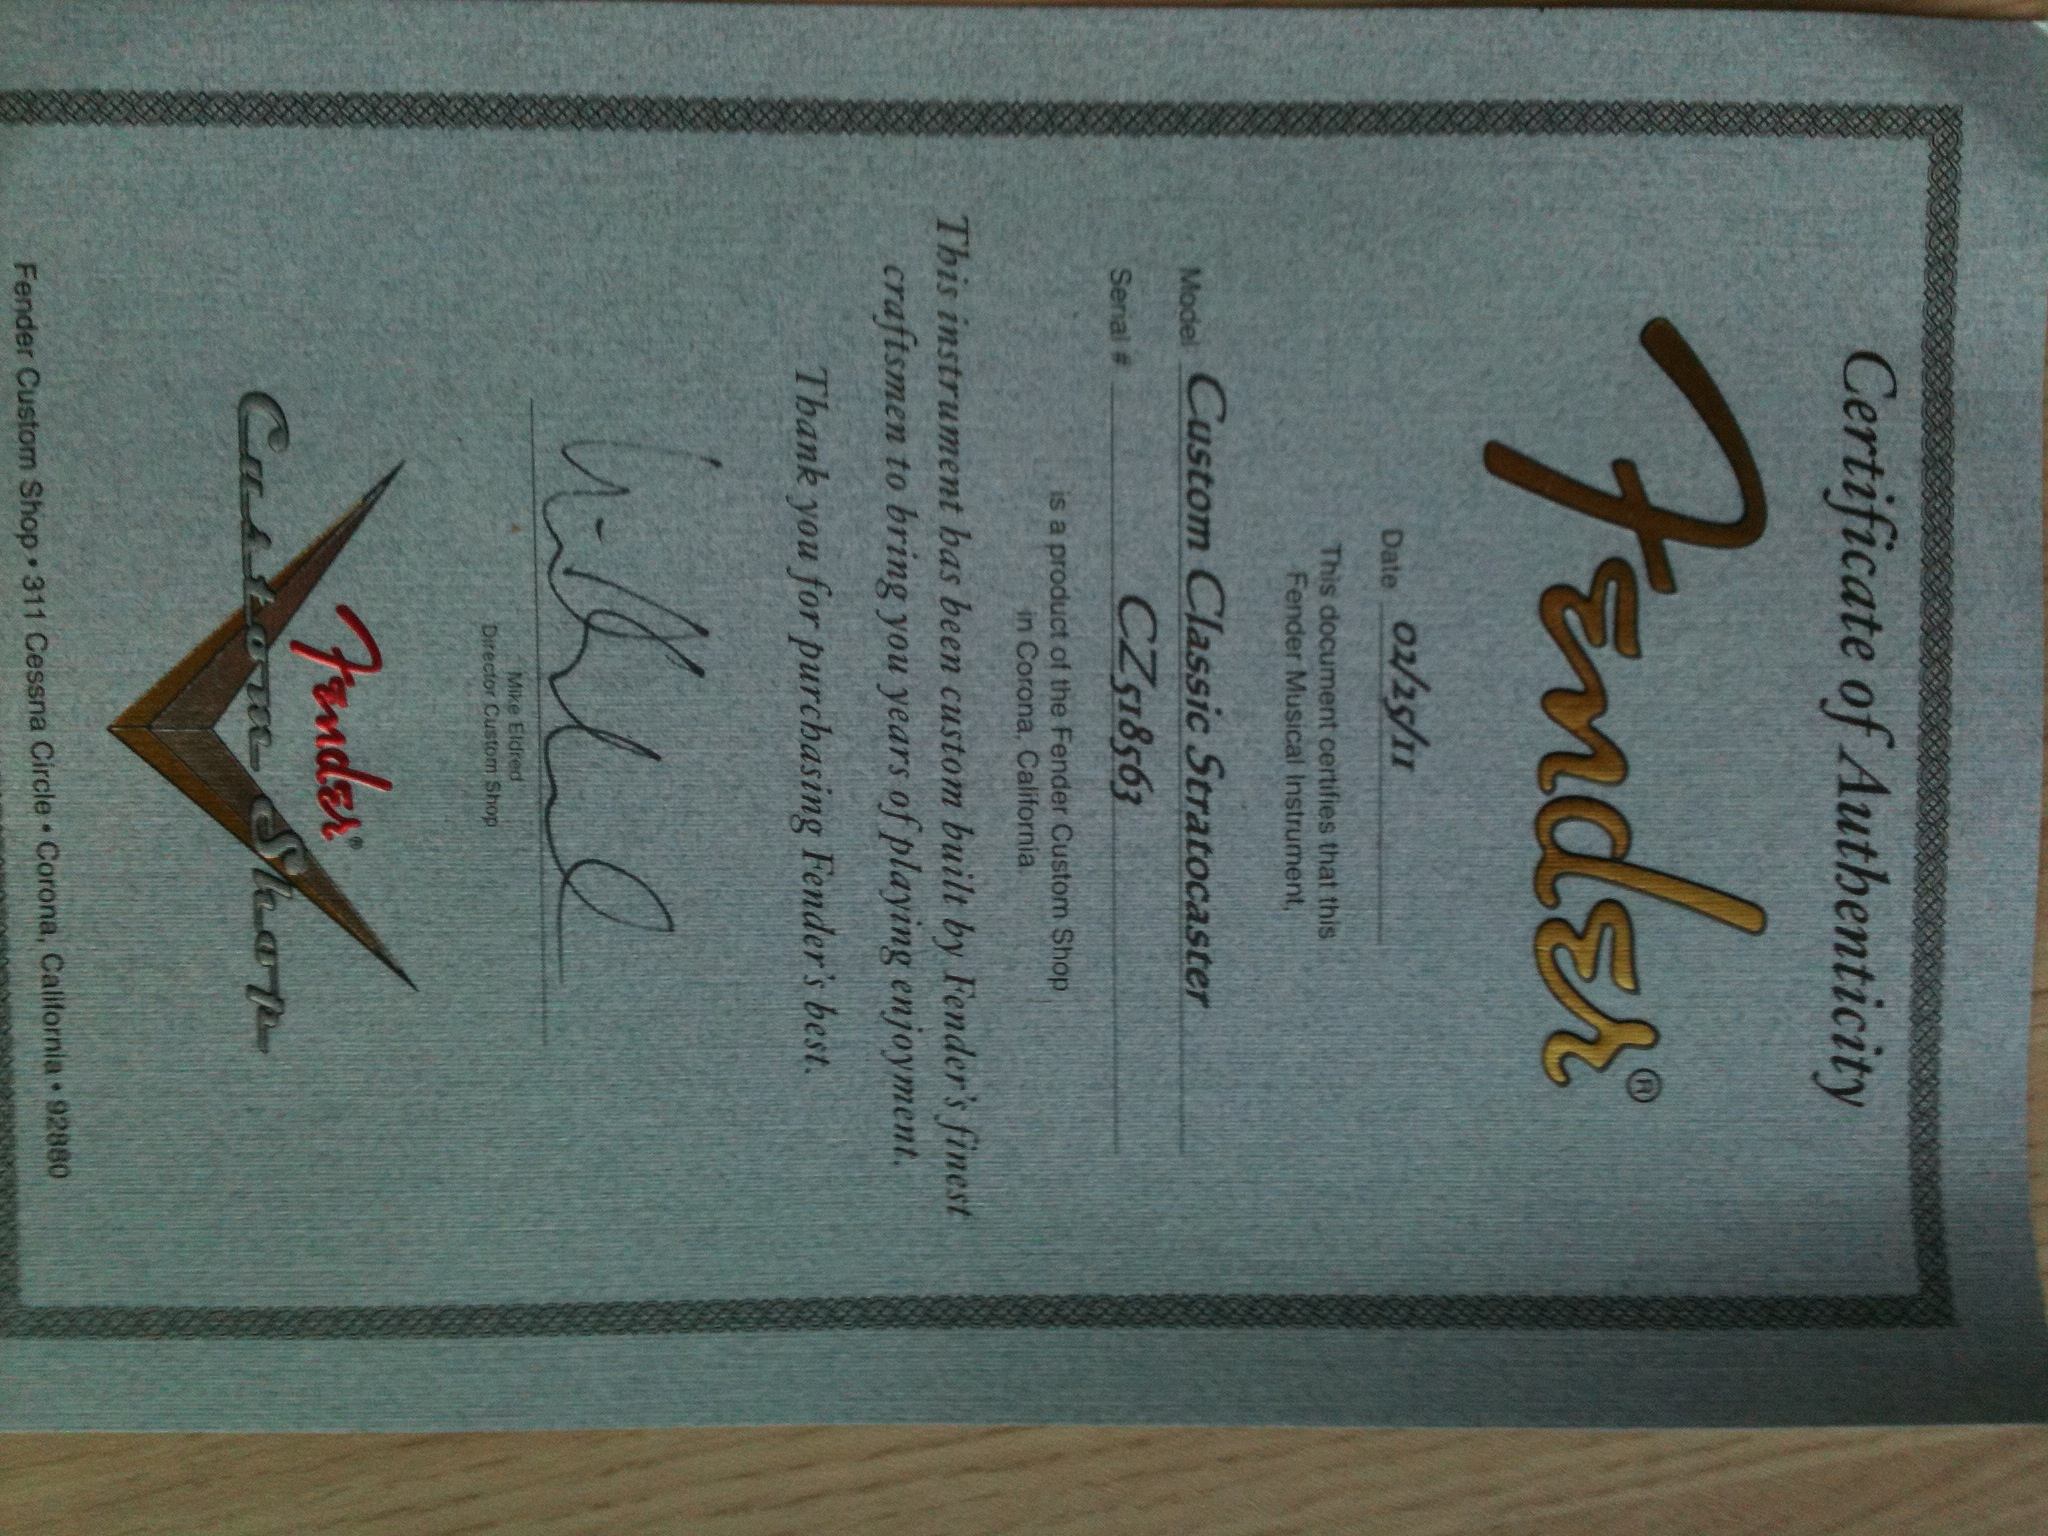 Certificate of Authenticity
Fender®
Date 02/25/11
This document certifies that this
Fender Musical Instrument,
Model Custom Classic Stratocaster
Serial # CZ518563
is a product of the Fender Custom Shop
in Corona, California
This instrument has been custom built by Fender's finest
craftsmen to bring you years of playing enjoyment.
Thank you for purchasing Fender's best.
Mike Eldred
Director Custom Shop
Fender®
Custom Shop
Fender Custom Shop • 311 Cessna Circle • Corona, California • 92880